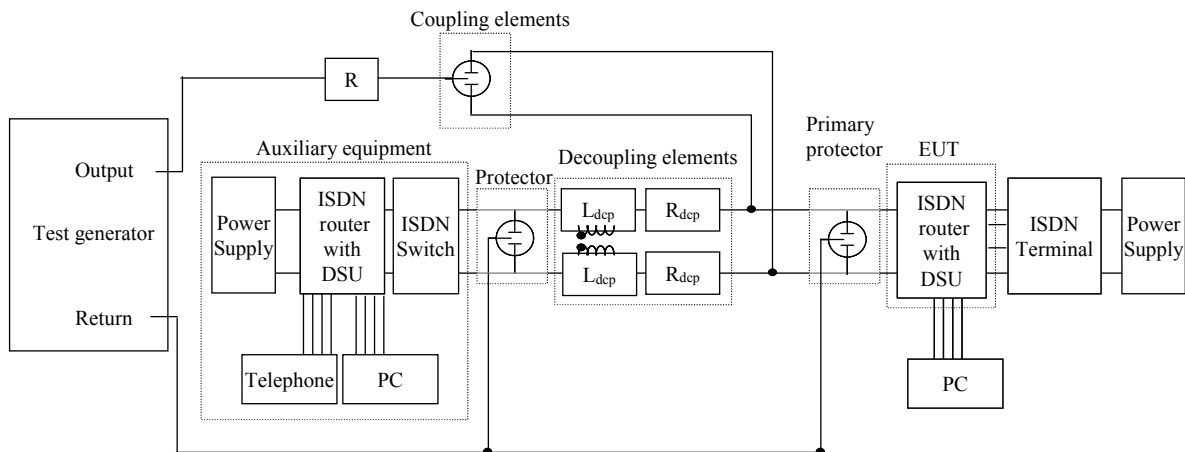 Coupling elements
R
Output
Test generator
Return
Auxiliary equipment
Power
Supply
ISDN
router
with
DSU
ISDN
Switch
Telephone
PC
Protector
Decoupling elements
Ldcp
Rdcp
Ldcp
Rdcp
Primary
protector
EUT
ISDN
router
with
DSU
ISDN
Terminal
Power
Supply
PC